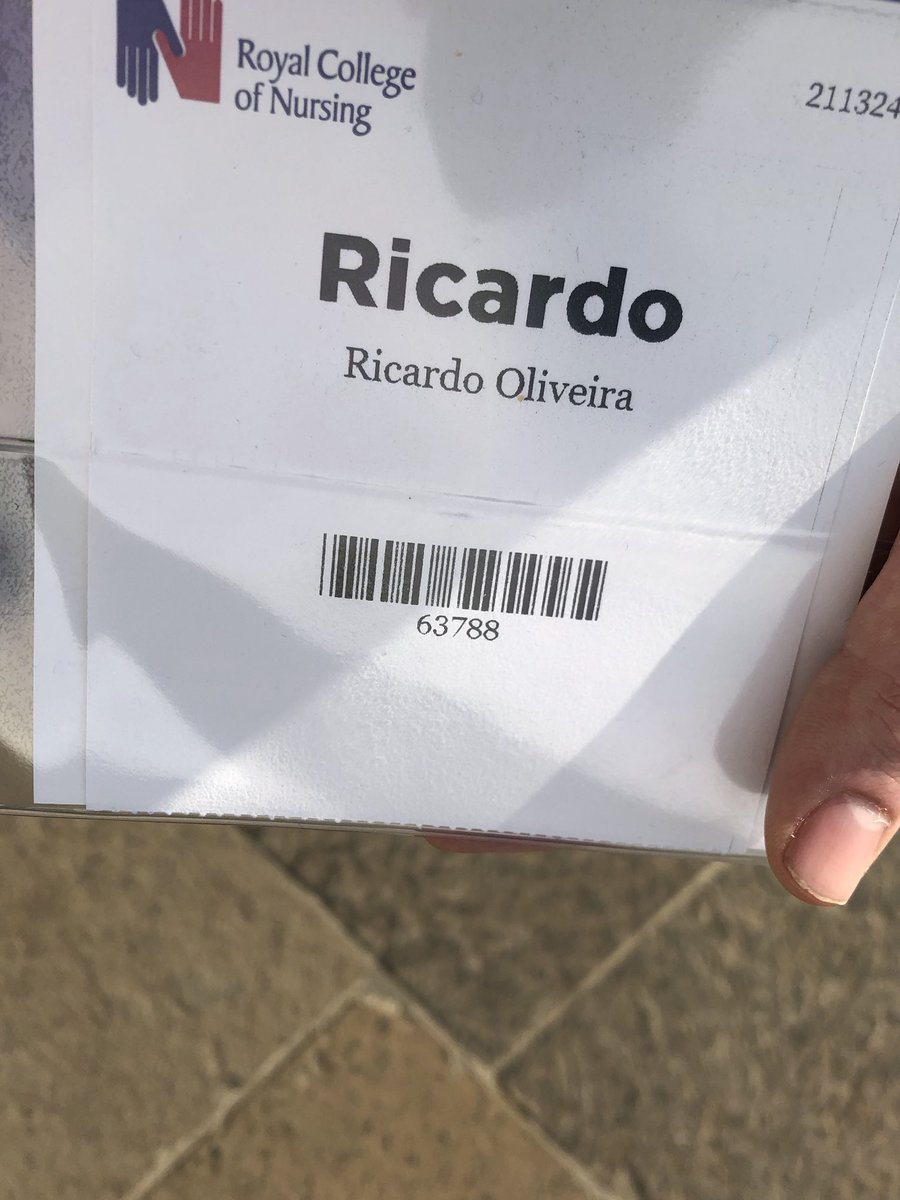 Royal College
of Nursing
211324
Ricardo
Ricardo Oliveira
63788